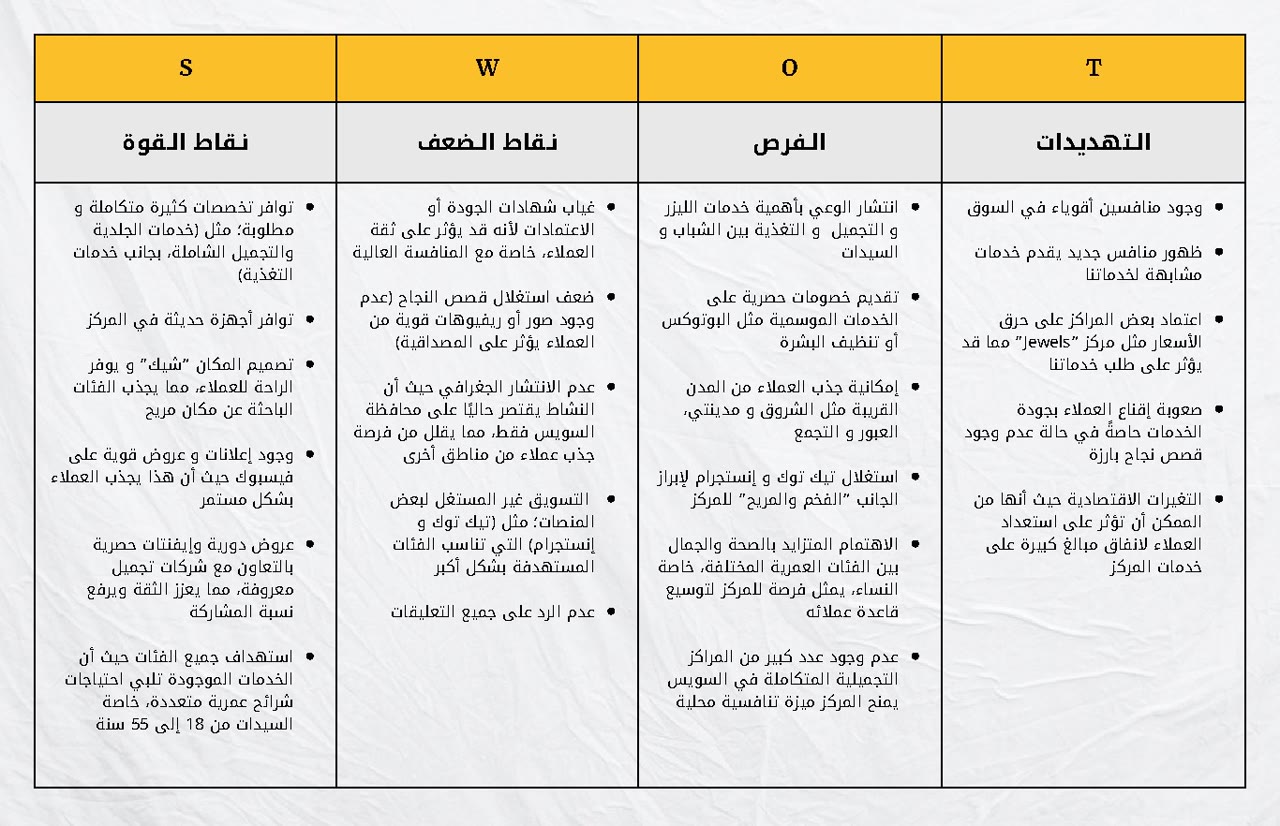 S
نقاط القوة
توافر تخصصات كثيرة متكاملة و
مطلوبة؛ مثل (خدمات الجلدية
والتجميل الشاملة، بجانب خدمات
التغذية)
توافر أجهزة حديثة في المركز
تصميم المكان “شيك” و يوفر
الراحة للعملاء، مما يجذب الفئات
الباحثة عن مكان مريح
وجود إعلانات و عروض قوية على
فيسبوك حيث أن هذا يجذب العملاء
بشكل مستمر
عروض دورية وإيفنتات حصرية
بالتعاون مع شركات تجميل
معروفة، مما يعزز الثقة ويرفع
نسبة المشاركة
استهداف جميع الفئات حيث أن
الخدمات الموجودة تلبي احتياجات
شرائح عمرية متعددة، خاصة
السيدات من 18 إلى 55 سنة
W
نقاط الضعف
غياب شهادات الجودة أو
الاعتمادات لأنه قد يؤثر على ثقة
العملاء، خاصة مع المنافسة العالية
ضعف استغلال قصص النجاح (عدم
وجود صور أو ريفيوهات قوية من
العملاء يؤثر على المصداقية)
عدم الانتشار الجغرافي حيث أن
النشاط يقتصر حاليًا على محافظة
السويس فقط، مما يقلل من فرصة
جذب عملاء من مناطق أخرى
التسويق غير المستغل لبعض
المنصات؛ مثل (تيك توك و
إنستجرام) التي تناسب الفئات
المستهدفة بشكل أكبر
عدم الرد على جميع التعليقات
O
الفرص
انتشار الوعي بأهمية خدمات الليزر
و التجميل و التغذية بين الشباب و
السيدات
تقديم خصومات حصرية على
الخدمات الموسمية مثل البوتوكس
أو تنظيف البشرة
إمكانية جذب العملاء من المدن
القريبة مثل الشروق و مدينتي،
العبور و التجمع
استغلال تيك توك و إنستجرام لإبراز
الجانب “الفخم والمريح” للمركز
الاهتمام المتزايد بالصحة والجمال
بين الفئات العمرية المختلفة، خاصة
النساء، يمثل فرصة للمركز لتوسيع
قاعدة عملائه
عدم وجود عدد كبير من المراكز
التجميلية المتكاملة في السويس
يمنح المركز ميزة تنافسية محلية
T
التهديدات
وجود منافسين أقوياء في السوق
ظهور منافس جديد يقدم خدمات
مشابهة لخدماتنا
اعتماد بعض المراكز على حرق
الأسعار مثل مركز “Jewels” مما قد
يؤثر على طلب خدماتنا
صعوبة إقناع العملاء بجودة
الخدمات خاصةً في حالة عدم وجود
قصص نجاح بارزة
التغيرات الاقتصادية حيث أنها من
الممكن أن تؤثر على استعداد
العملاء لانفاق مبالغ كبيرة على
خدمات المركز